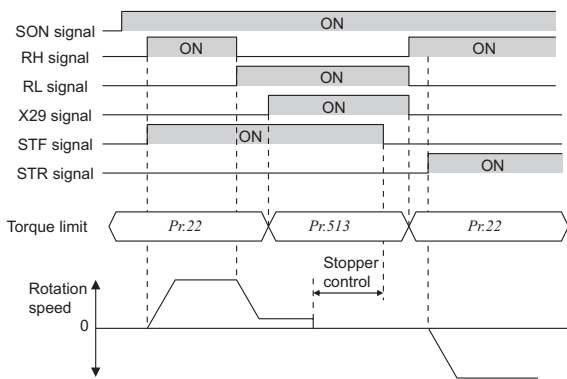 SON signal ON
RH signal ON ON
RL signal ON
X29 signal ON
STF signal ON
STR signal ON
Torque limit Pr.22 Pr.513 Pr.22
Stopper
control
Rotation
speed
0